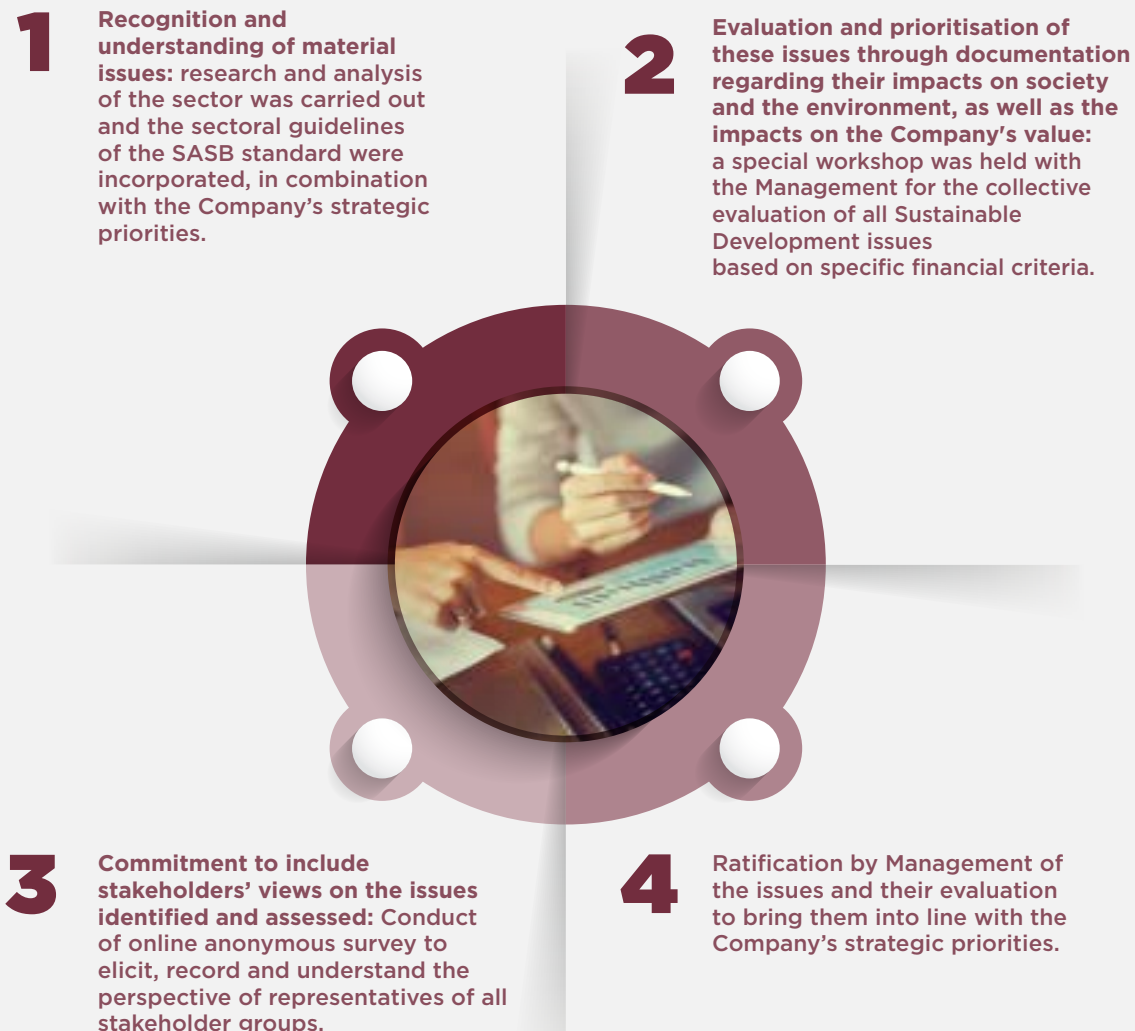 1
Recognition and
understanding of material
issues: research and analysis
of the sector was carried out
and the sectoral guidelines
of the SASB standard were
incorporated, in combination
with the Company’s strategic
priorities.
2
Evaluation and prioritisation of
these issues through documentation
regarding their impacts on society
and the environment, as well as the
impacts on the Company's value:
a special workshop was held with
the Management for the collective
evaluation of all Sustainable
Development issues
based on specific financial criteria.
3
Commitment to include
stakeholders’ views on the issues
identified and assessed: Conduct
of online anonymous survey to
elicit, record and understand the
perspective of representatives of all
stakeholder groups.
4
Ratification by Management of
the issues and their evaluation
to bring them into line with the
Company’s strategic priorities.